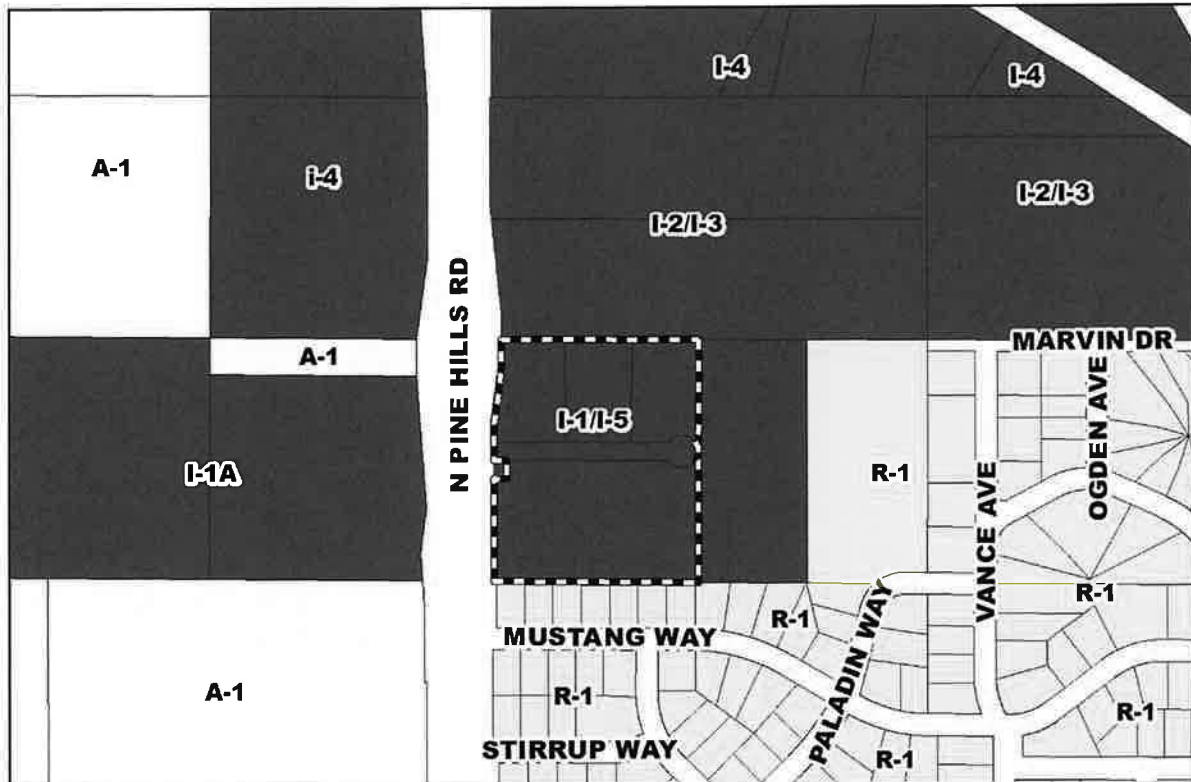 I-4
I-4
A-1
i-4
I-2/I-3
I-2/I-3
N PINE HILLS RD
MARVIN DR
A-1
OGDEN AVE
I-1/I-5
I-1A
R-1
VANCE AVE
R-1
R-1
MUSTANG WAY
PALADIN WAY
A-1
R-1
R-1
STIRRUP WAY
R-1